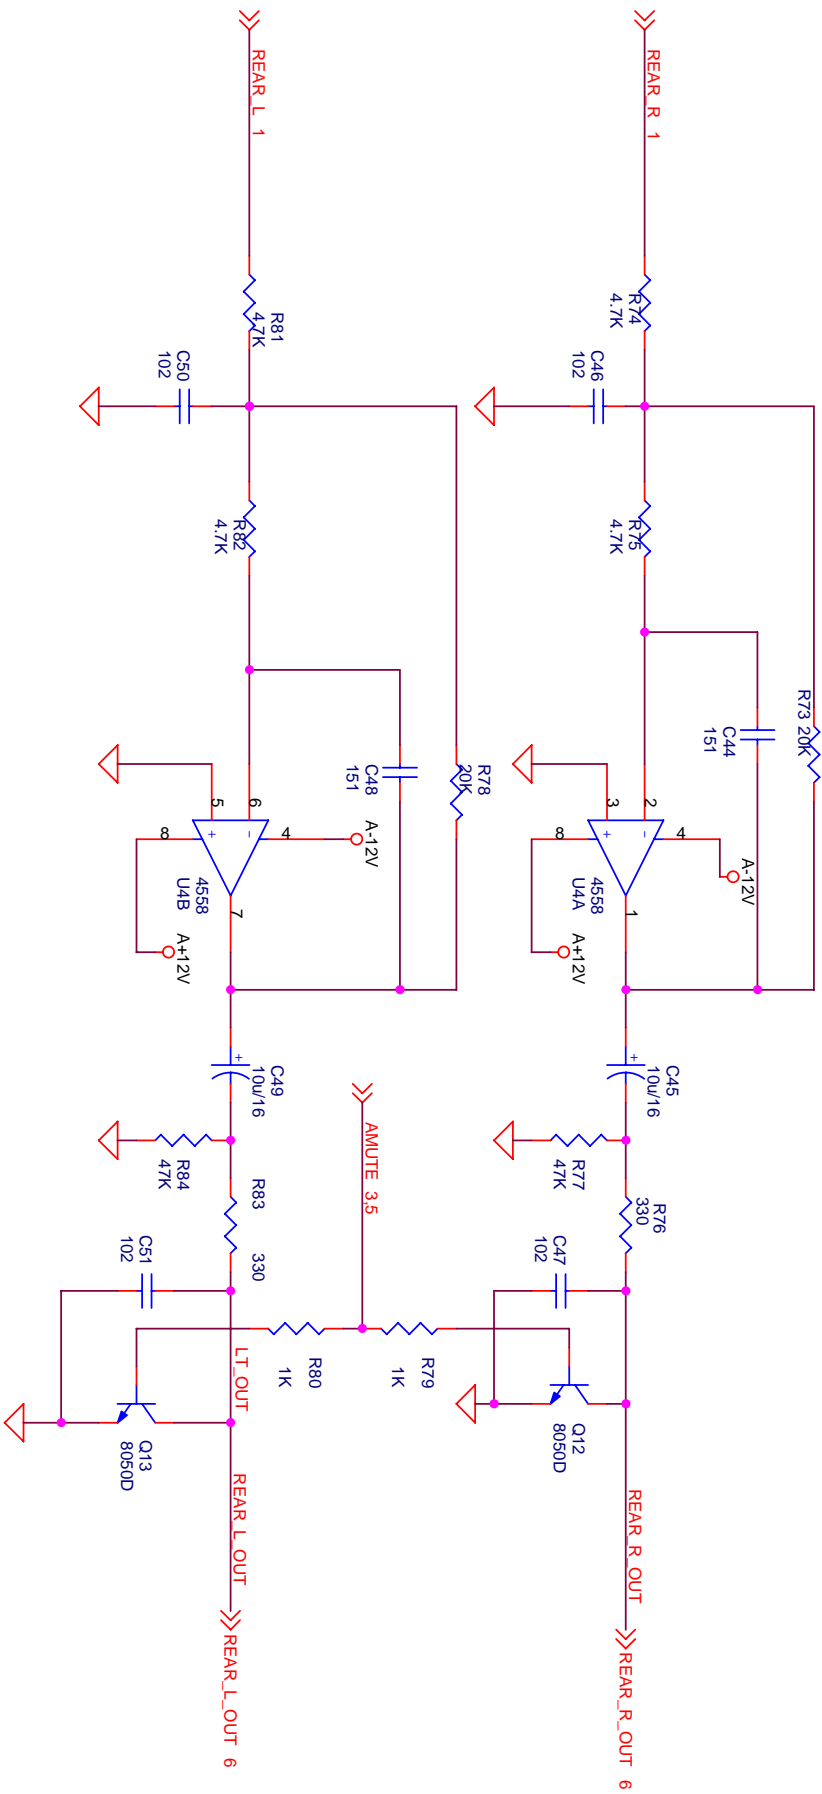 REAR_R 1
R74
4.7K
C46
102
R75
4.7K
R73 20K
C44
151
2
3
+
-
8
4
1
4558
U4A
A-12V
A+12V
+
C45
10u/16
R77
47K
R76
330
C47
102
Q12
8050D
REAR_R_OUT
REAR_R_OUT 6
R79
1K
AMUTE 3,5
R80
1K
REAR_L 1
R81
4.7K
C50
102
R82
4.7K
R78
20K
C48
151
6
5
+
-
8
4
7
4558
U4B
A-12V
A+12V
+
C49
10u/16
R84
47K
R83
330
C51
102
LT_OUT
Q13
8050D
REAR_L_OUT
REAR_L_OUT 6